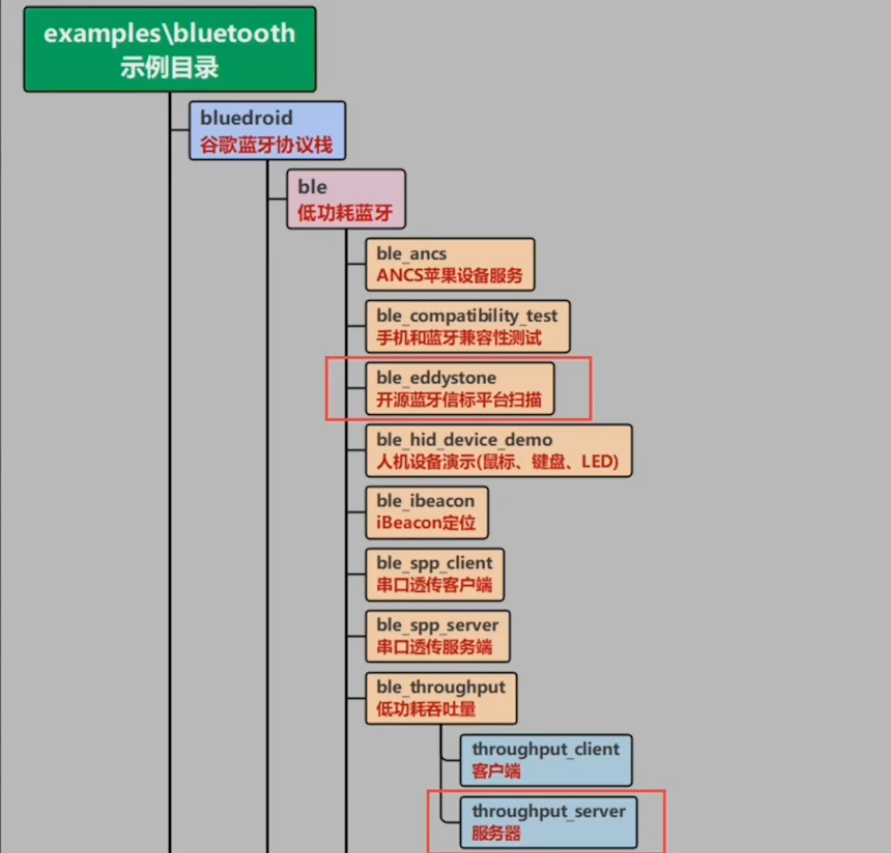 examples\bluetooth
示例目录
bluedroid
谷歌蓝牙协议栈
ble
低功耗蓝牙
ble_ancs
ANCS苹果设备服务
ble_compatibility_test
手机和蓝牙兼容性测试
ble_eddystone
开源蓝牙信标平台扫描
ble_hid_device_demo
人机设备演示(鼠标、键盘、LED)
ble_ibeacon
iBeacon定位
ble_spp_client
串口透传客户端
ble_spp_server
串口透传服务端
ble_throughput
低功耗吞吐量
throughput_client
客户端
throughput_server
服务器